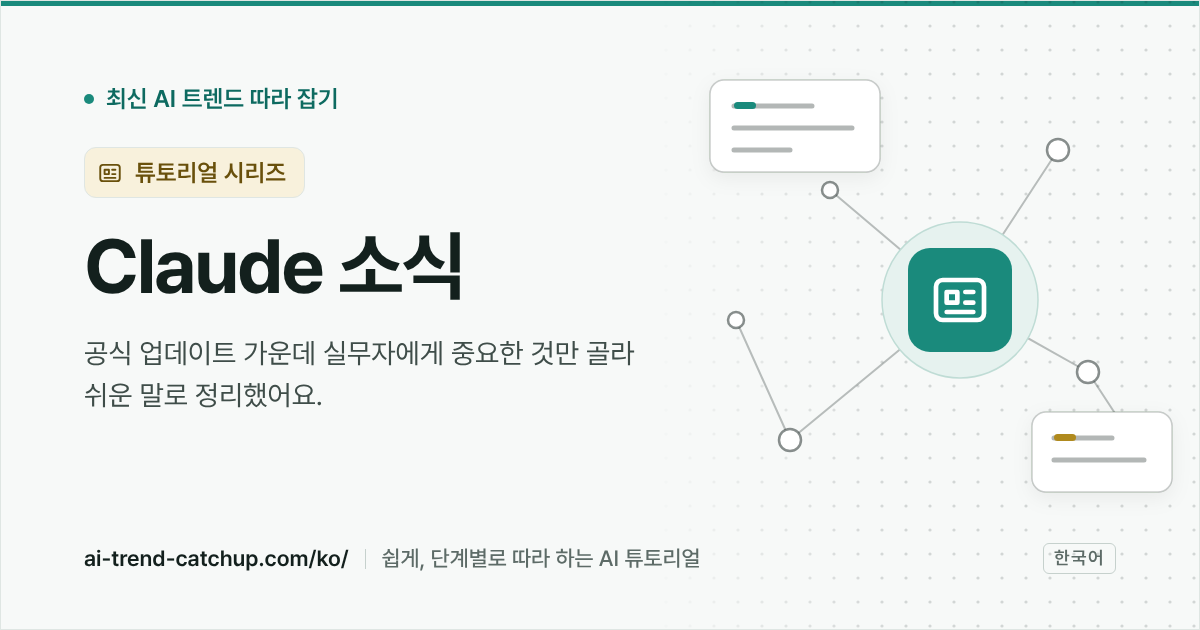 최신 AI 트렌드 따라 잡기
튜토리얼 시리즈
Claude 소식
공식 업데이트 가운데 실무자에게 중요한 것만 골라
쉬운 말로 정리했어요.
ai-trend-catchup.com/ko/ 쉽게, 단계별로 따라 하는 AI 튜토리얼
한국어